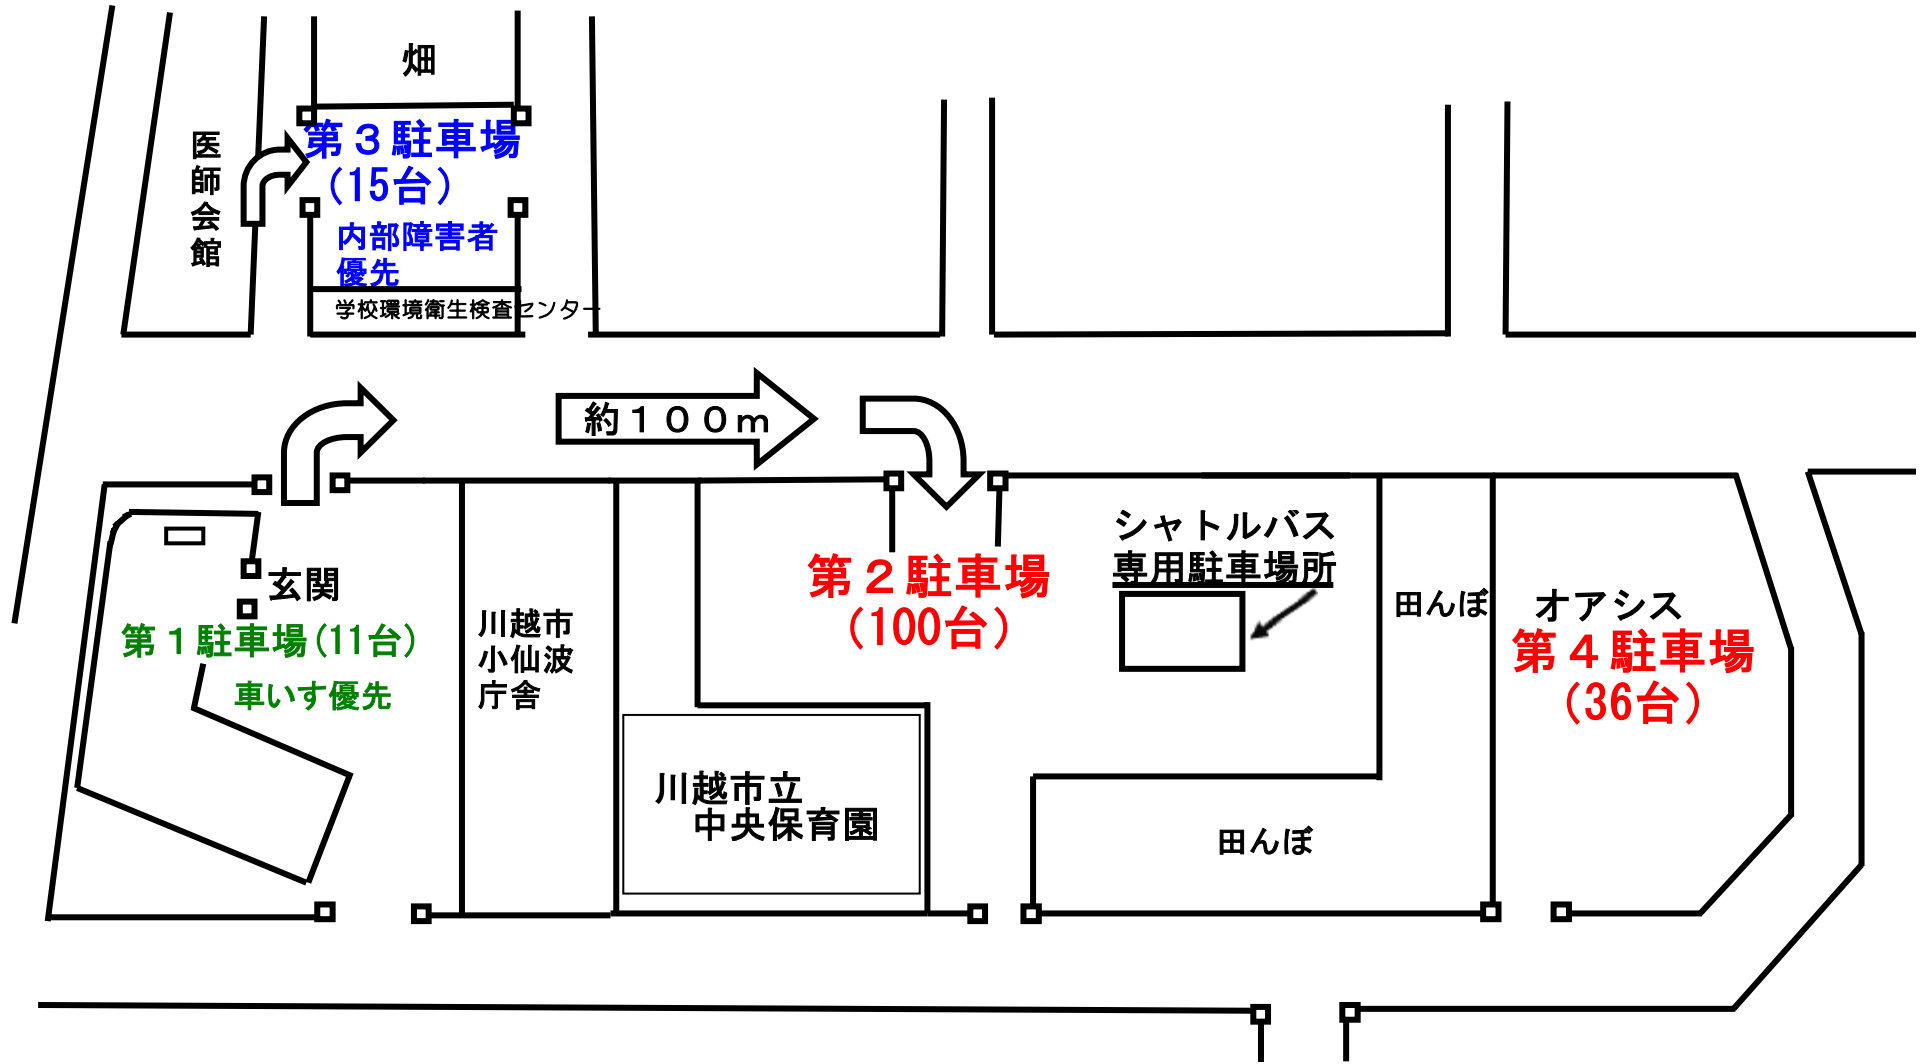 畑
医師会館
第３駐車場
(15台)
内部障害者
優先
学校環境衛生検査センター
約１００ｍ
玄関
第１駐車場(11台)
車いす優先
川越市
小仙波
庁舎
第２駐車場
(100台)
シャトルバス
専用駐車場所
田んぼ
オアシス
第４駐車場
(36台)
川越市立
中央保育園
田んぼ